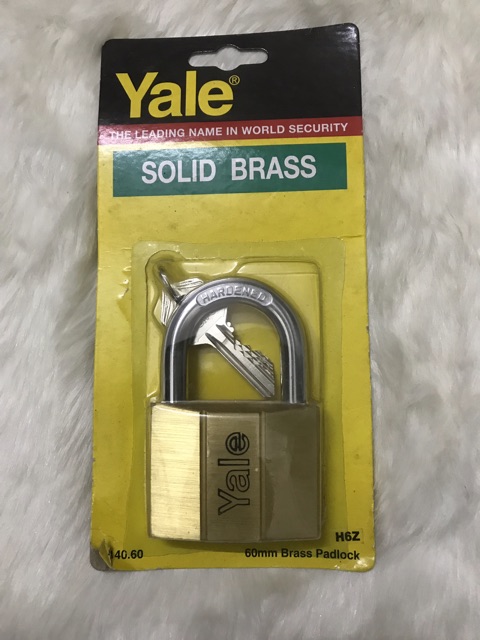 Yale®
THE LEADING NAME IN WORLD SECURITY
SOLID BRASS
HARDENED
Yale
H6Z
140.60 60mm Brass Padlock